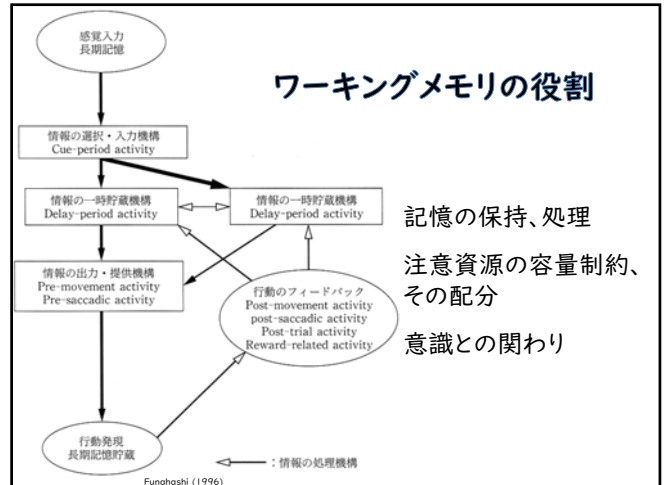 ワーキングメモリの役割
感覚入力
長期記憶
情報の選択・入力機構
Cue-period activity
情報の一時貯蔵機構
Delay-period activity
情報の一時貯蔵機構
Delay-period activity
情報の出力・提供機構
Pre-movement activity
Pre-saccadic activity
行動のフィードバック
Post-movement activity
post-saccadic activity
Post-trial activity
Reward-related activity
行動発現
長期記憶貯蔵
：情報の処理機構
Funahashi (1996)
記憶の保持、処理
注意資源の容量制約、
その配分
意識との関わり